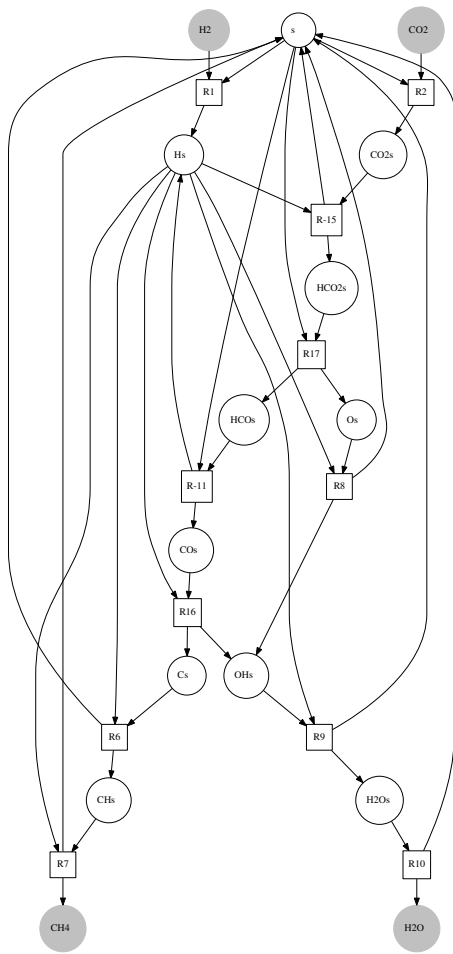 H2
s
CO2
R1
R2
Hs
CO2s
R-15
HCO2s
R17
HCOs
Os
R-11
R8
COs
R16
Cs
OHs
R6
R9
CHs
H2Os
R7
R10
CH4
H2O